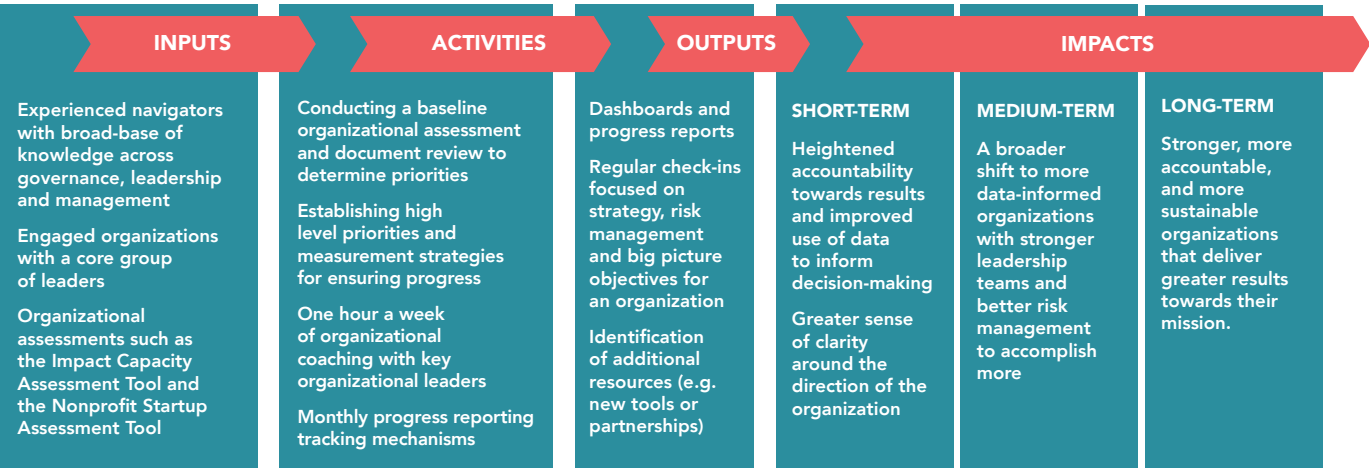 INPUTS
Experienced navigators
with broad-base of
knowledge across
governance, leadership
and management
Engaged organizations
with a core group
of leaders
Organizational
assessments such as
the Impact Capacity
Assessment Tool and
the Nonprofit Startup
Assessment Tool
ACTIVITIES
Conducting a baseline
organizational assessment
and document review to
determine priorities
Establishing high
level priorities and
measurement strategies
for ensuring progress
One hour a week
of organizational
coaching with key
organizational leaders
Monthly progress reporting
tracking mechanisms
OUTPUTS
Dashboards and
progress reports
Regular check-ins
focused on
strategy, risk
management
and big picture
objectives for
an organization
Identification
of additional
resources (e.g.
new tools or
partnerships)
IMPACTS
SHORT-TERM
Heightened
accountability
towards results
and improved
use of data
to inform
decision-making
Greater sense
of clarity
around the
direction of the
organization
MEDIUM-TERM
A broader
shift to more
data-informed
organizations
with stronger
leadership
teams and
better risk
management
to accomplish
more
LONG-TERM
Stronger, more
accountable,
and more
sustainable
organizations
that deliver
greater results
towards their
mission.